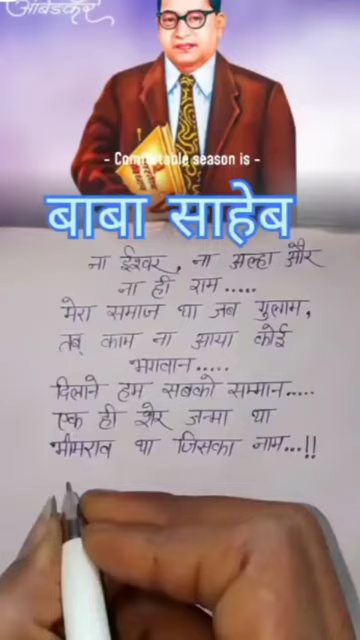 आंबेडकर
- Comfortable season is -
बाबा साहेब
ना ईश्वर, ना अल्हा और
ना ही राम.....
मेरा समाज था जब गुलाम,
तब् काम ना आया कोई
भगवान.....
दिलाने हम सबको सम्मान....
एक ही शेर जन्मा था
भीमराव था जिसका नाम...!!